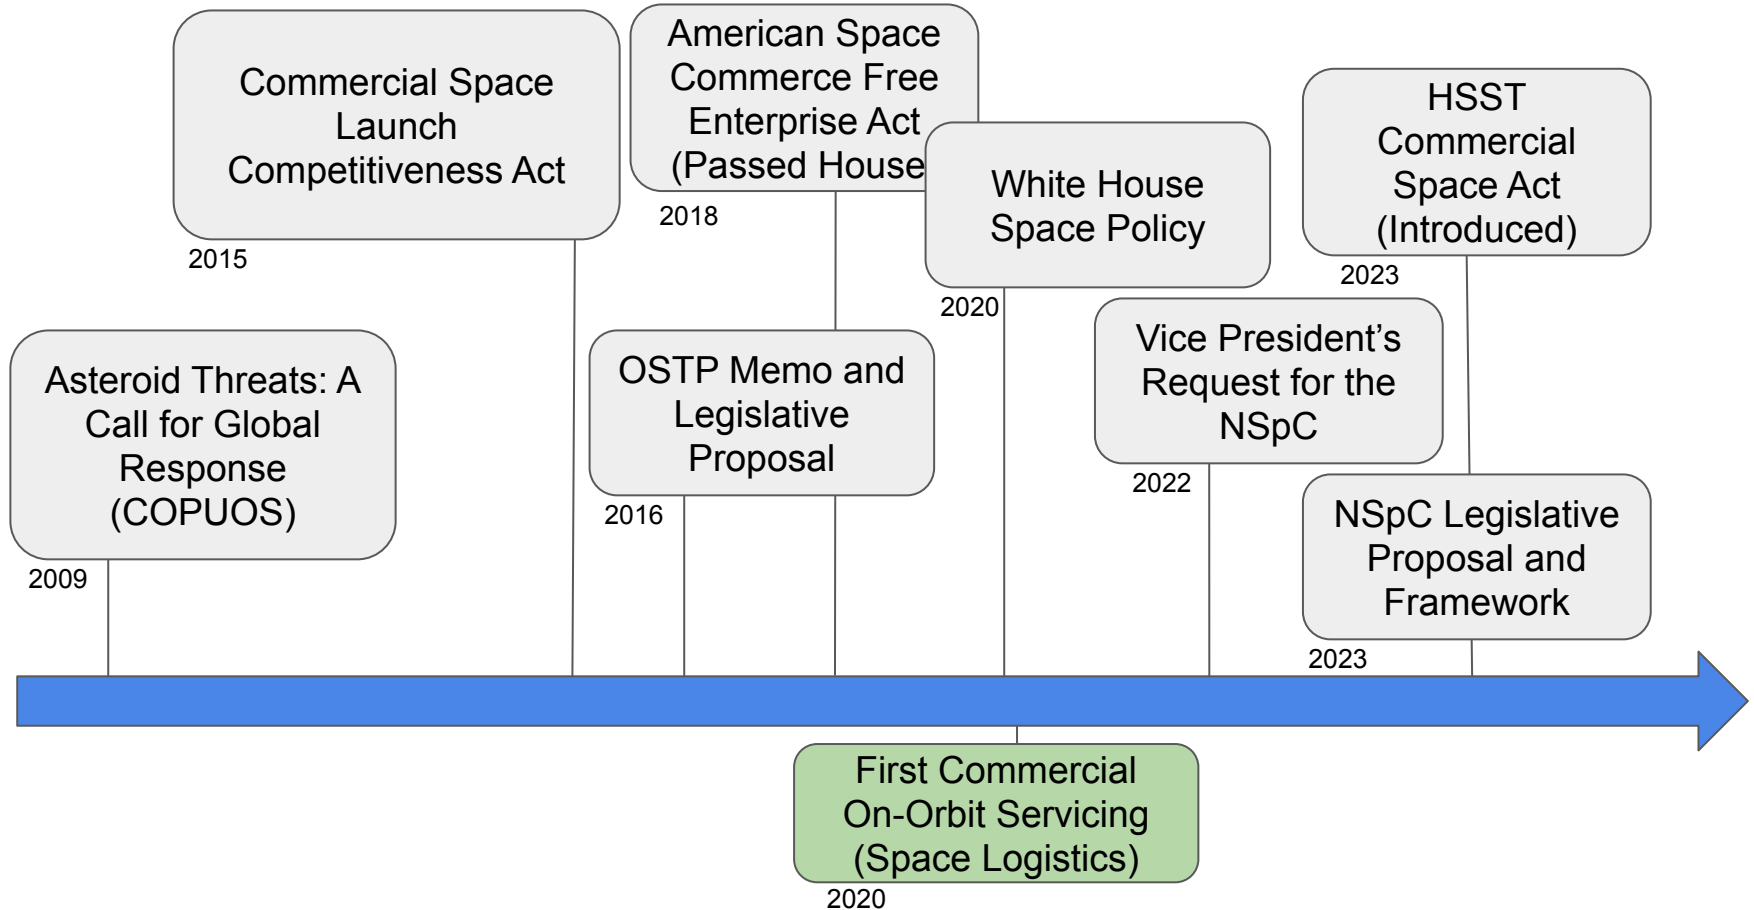 Commercial Space
Launch
Competitiveness Act
2015
American Space
Commerce Free
Enterprise Act
(Passed House
2018
White House
Space Policy
2020
HSST
Commercial
Space Act
(Introduced)
2023
Asteroid Threats: A
Call for Global
Response
(COPUOS)
2009
OSTP Memo and
Legislative
Proposal
2016
Vice President’s
Request for the
NSpC
2022
NSpC Legislative
Proposal and
Framework
2023
First Commercial
On-Orbit Servicing
(Space Logistics)
2020